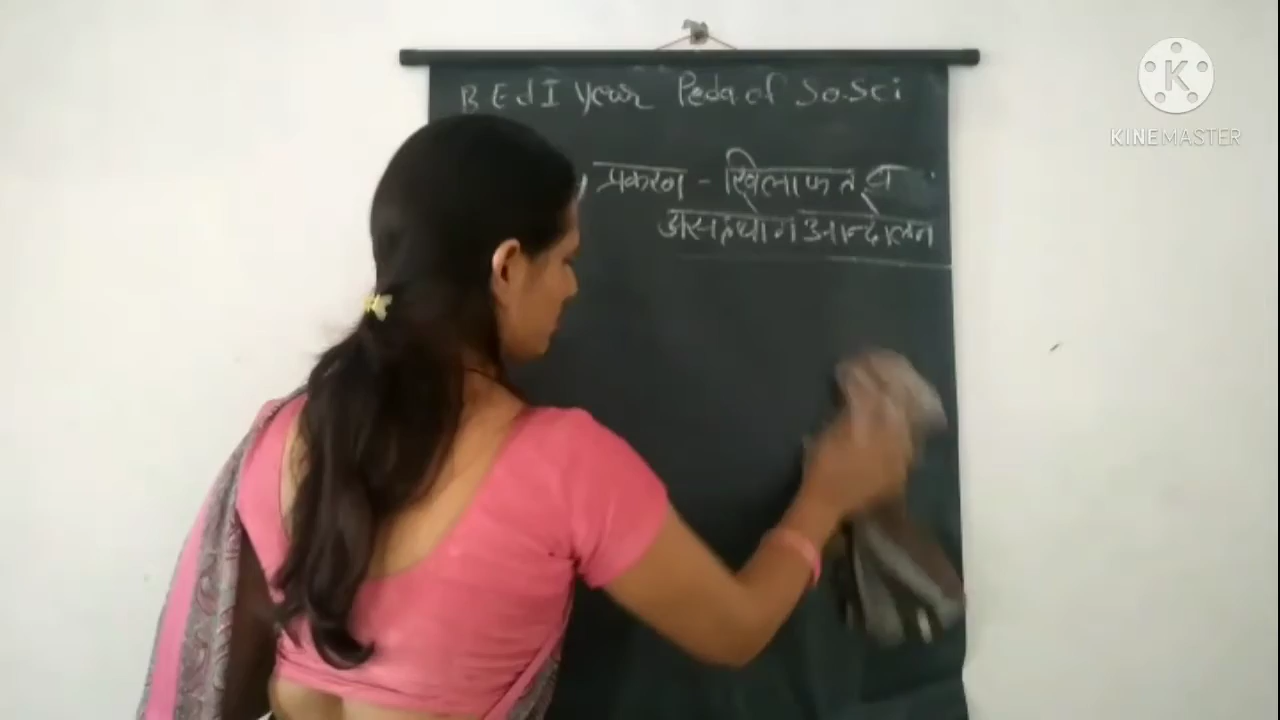 B Ed I year Peda of So.Sci
प्रकरण - खिलाफत व
असहयोग आन्दोलन
KINEMASTER